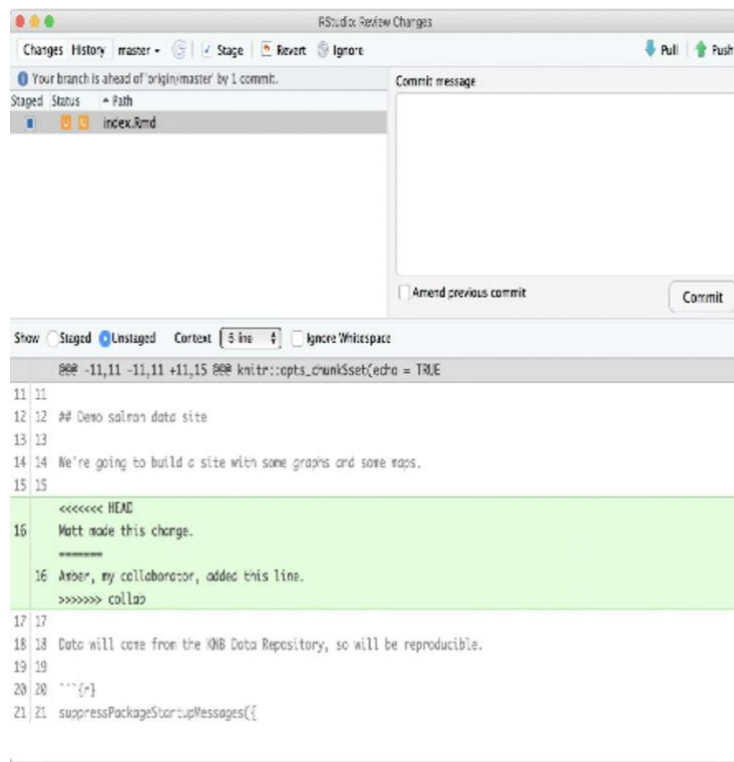 RStudio: Review Changes
Changes History master Stage Revert Ignore Pull Push
Your branch is ahead of 'origin/master' by 1 commit.
Commit message
Staged Status Path
U U index.Rmd
Amend previous commit
Commit
Show Staged Unstaged Context 5 line Ignore Whitespace
@@@ -11,11 -11,11 +11,15 @@@ knitr::opts_chunk$set(echo = TRUE
11 11
12 12 ## Demo salmon data site
13 13
14 14 We're going to build a site with some graphs and some maps.
15 15
<<<<<<< HEAD
16 Matt made this change.
=======
16 Amber, my collaborator, added this line.
>>>>>>> collab
17 17
18 18 Data will come from the KNB Data Repository, so will be reproducible.
19 19
20 20 ```{r}
21 21 suppressPackageStartupMessages({